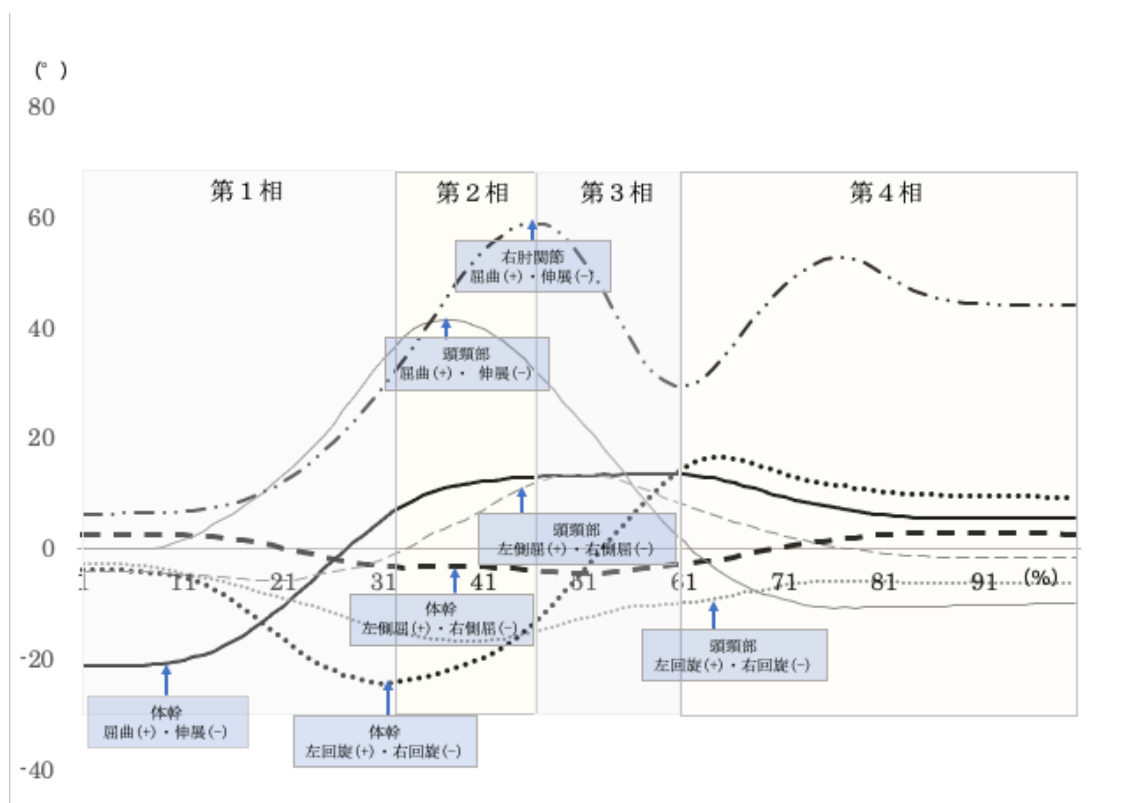 (° )
80
第１相
第２相
第３相
第４相
60
右肘関節
屈曲(+)・伸展(-)
40
頭頸部
屈曲(+)・ 伸展(-)
20
頭頸部
左側屈(+)・右側屈(-)
0
1
11
21
31
41
51
61
71
81
91
(%)
体幹
左側屈(+)・右側屈(-)
頭頸部
左回旋(+)・右回旋(-)
-20
体幹
屈曲(+)・伸展(-)
体幹
左回旋(+)・右回旋(-)
-40